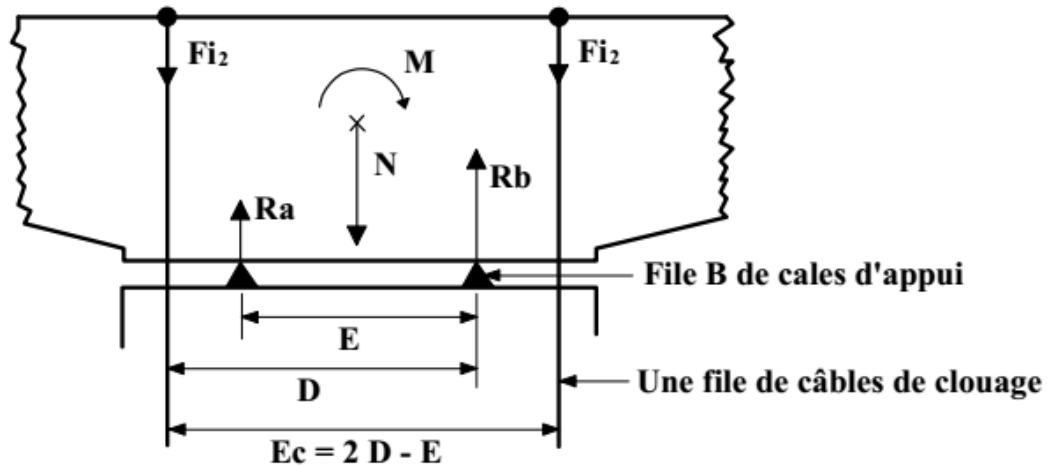 Fi₂
Fi₂
M
N
Rb
Ra
File B de cales d'appui
E
D
Une file de câbles de clouage
Ec = 2 D - E